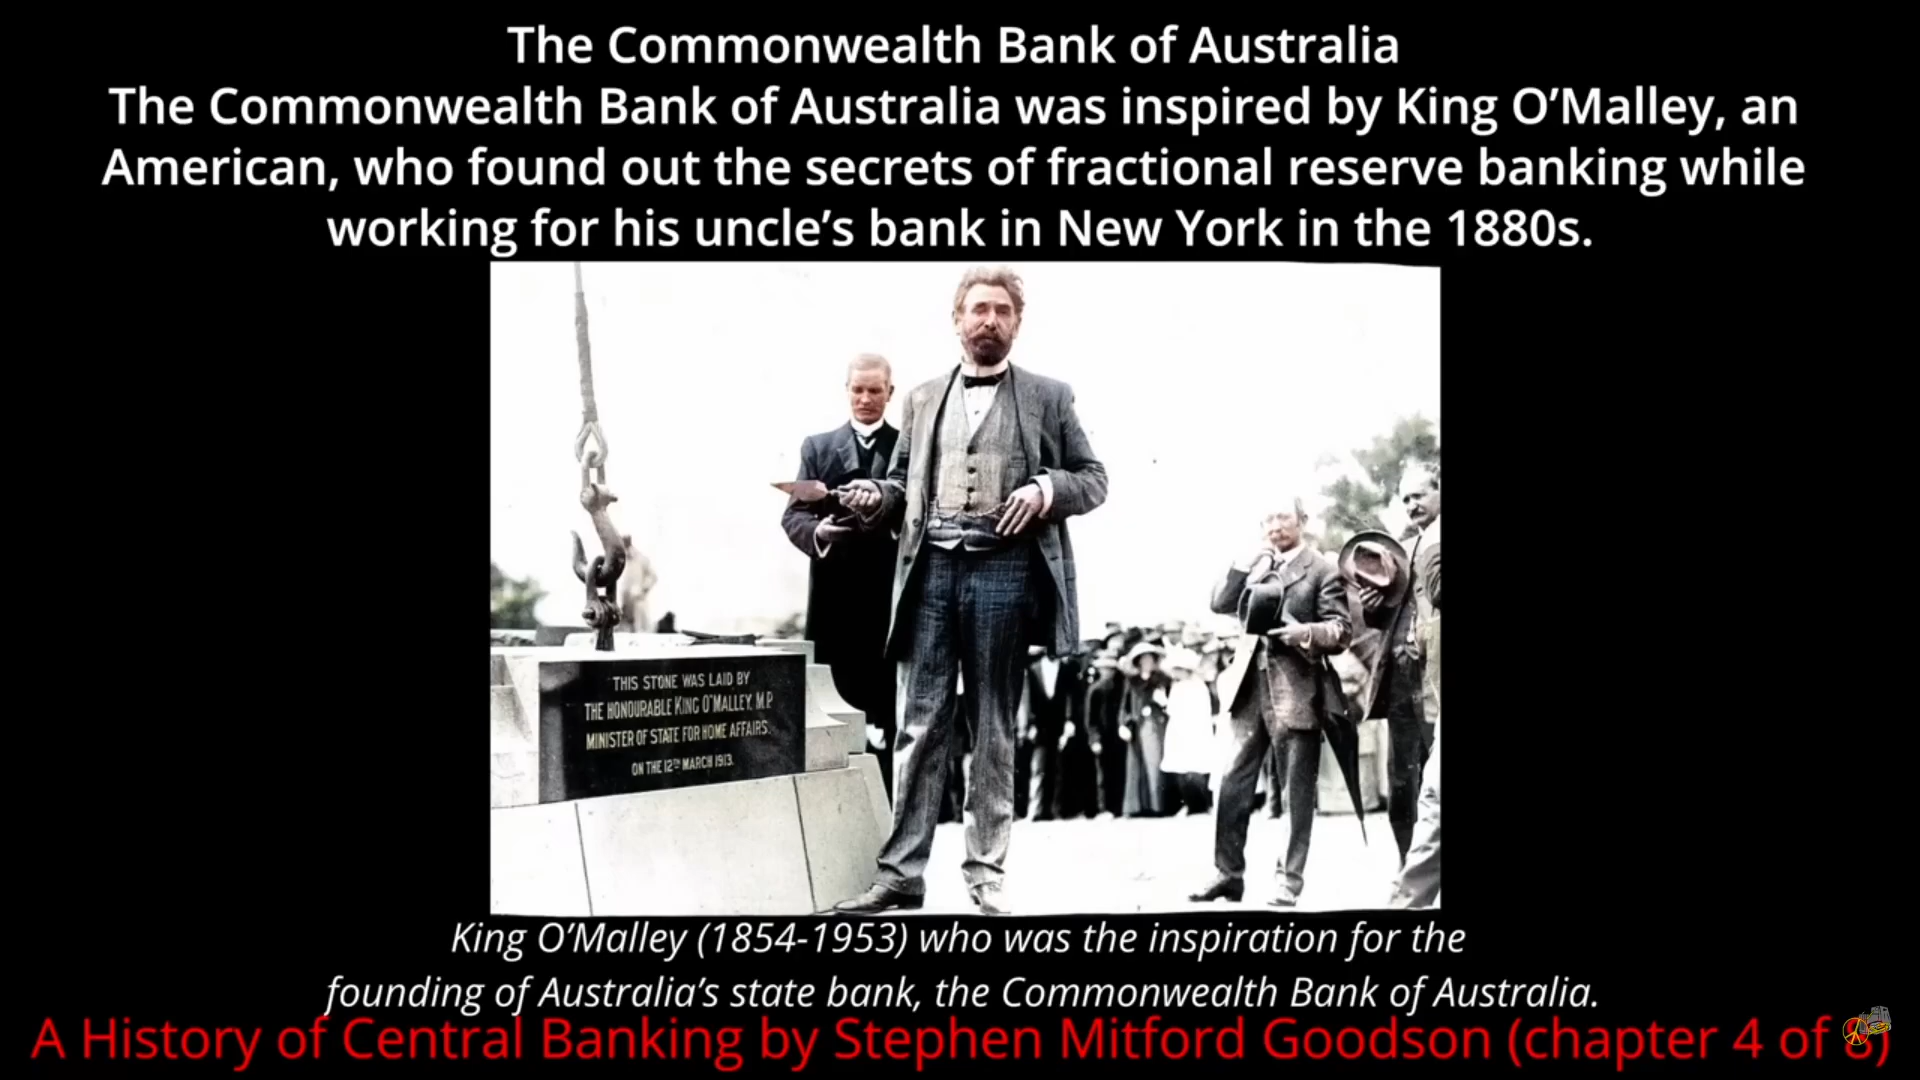 The Commonwealth Bank of Australia
The Commonwealth Bank of Australia was inspired by King O’Malley, an
American, who found out the secrets of fractional reserve banking while
working for his uncle’s bank in New York in the 1880s.
THIS STONE WAS LAID BY
THE HONOURABLE KING O'MALLEY. M.P.
MINISTER OF STATE FOR HOME AFFAIRS.
ON THE 12TH MARCH 1913.
King O’Malley (1854-1953) who was the inspiration for the
founding of Australia’s state bank, the Commonwealth Bank of Australia.
A History of Central Banking by Stephen Mitford Goodson (chapter 4 of 8)